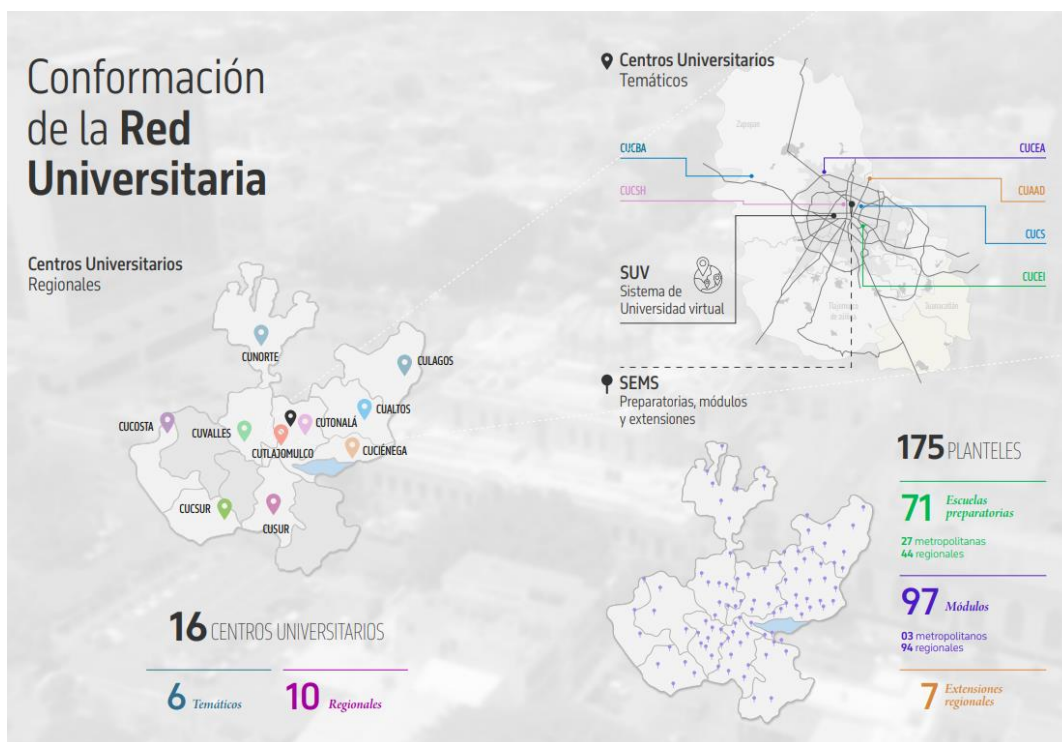 Conformación
de la Red
Universitaria
Centros Universitarios
Regionales
CUNORTE
CULAGOS
CUALTOS
CUCOSTA
CUVALLES
CUTONALÁ
CUTLAJOMULCO
CUCIÉNEGA
CUCSUR
CUSUR
16 CENTROS UNIVERSITARIOS
6 Temáticos
10 Regionales
Centros Universitarios
Temáticos
Zapopan
CUCBA
CUCEA
CUCSH
CUAAD
CUCS
CUCEI
SUV
Sistema de
Universidad virtual
SEMS
Preparatorias, módulos
y extensiones
175 PLANTELES
71 Escuelas
preparatorias
27 metropolitanas
44 regionales
97 Módulos
03 metropolitanos
94 regionales
7 Extensiones
regionales